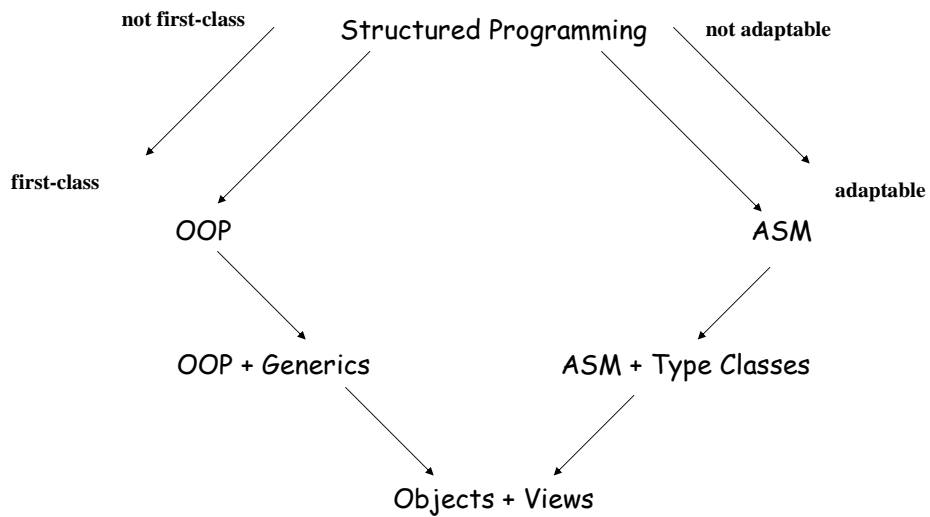 not first-class
Structured Programming
not adaptable
first-class
adaptable
OOP
ASM
OOP + Generics
ASM + Type Classes
Objects + Views